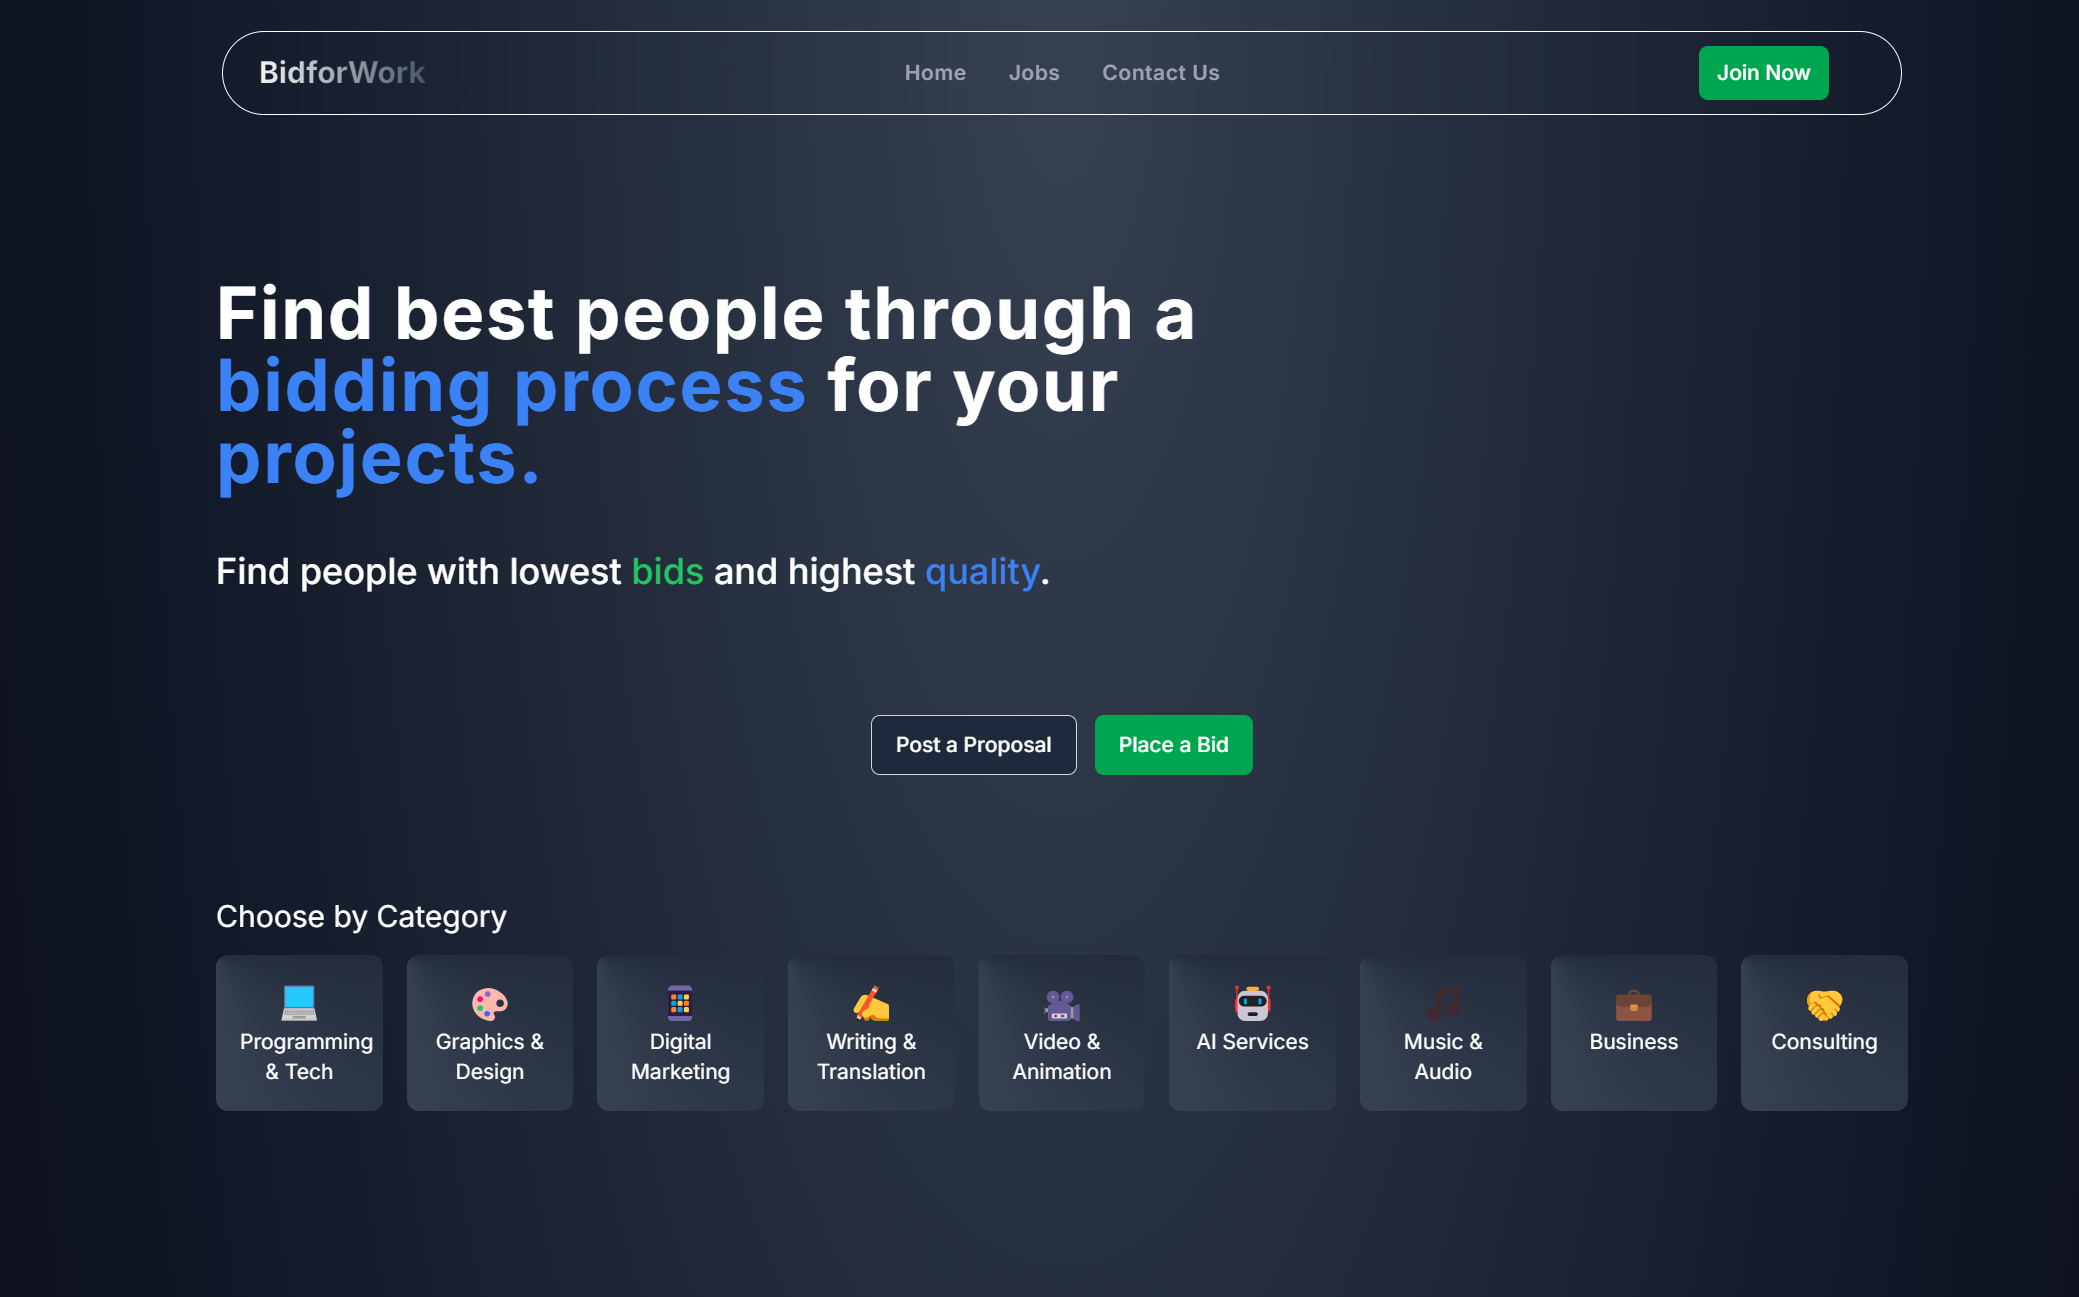 BidforWork
Home
Jobs
Contact Us
Join Now
Find best people through a
bidding process for your
projects.
Find people with lowest bids and highest quality.
Post a Proposal
Place a Bid
Choose by Category
Programming
& Tech
Graphics &
Design
Digital
Marketing
Writing &
Translation
Video &
Animation
AI Services
Music &
Audio
Business
Consulting